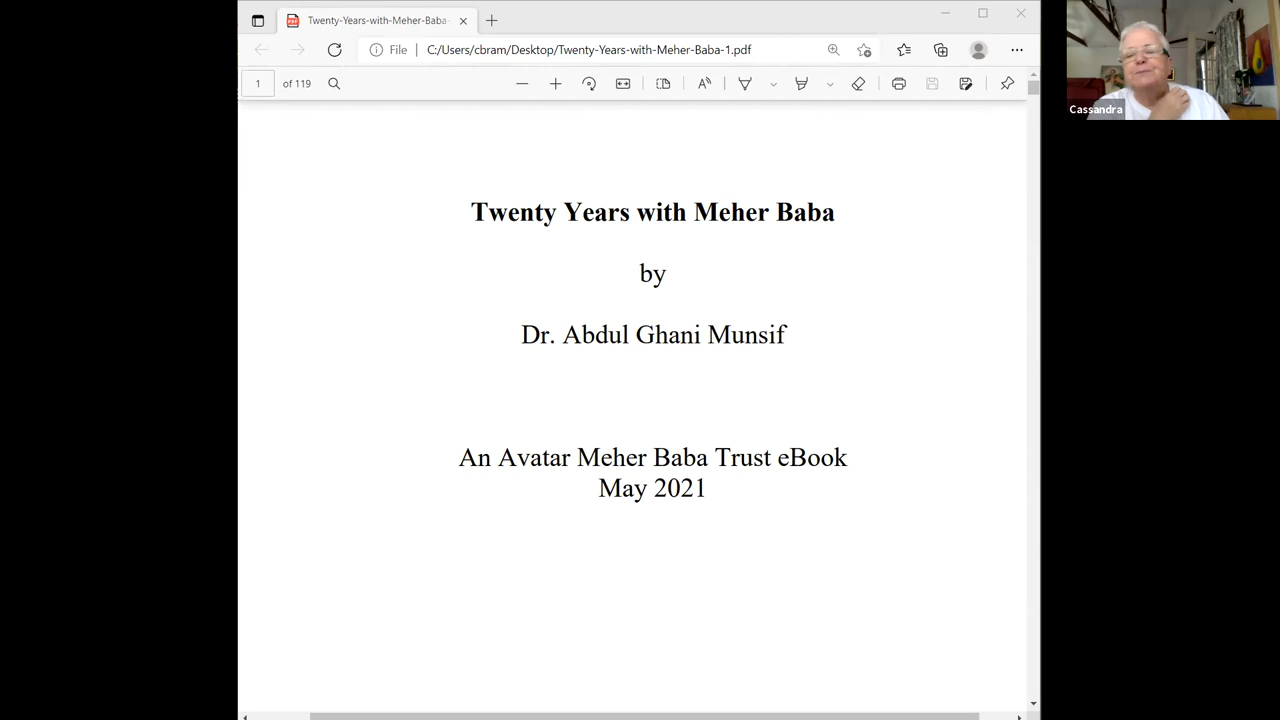 Twenty-Years-with-Meher-Baba-
File
C:/Users/cbram/Desktop/Twenty-Years-with-Meher-Baba-1.pdf
1 of 119
Twenty Years with Meher Baba
by
Dr. Abdul Ghani Munsif
An Avatar Meher Baba Trust eBook
May 2021
Cassandra